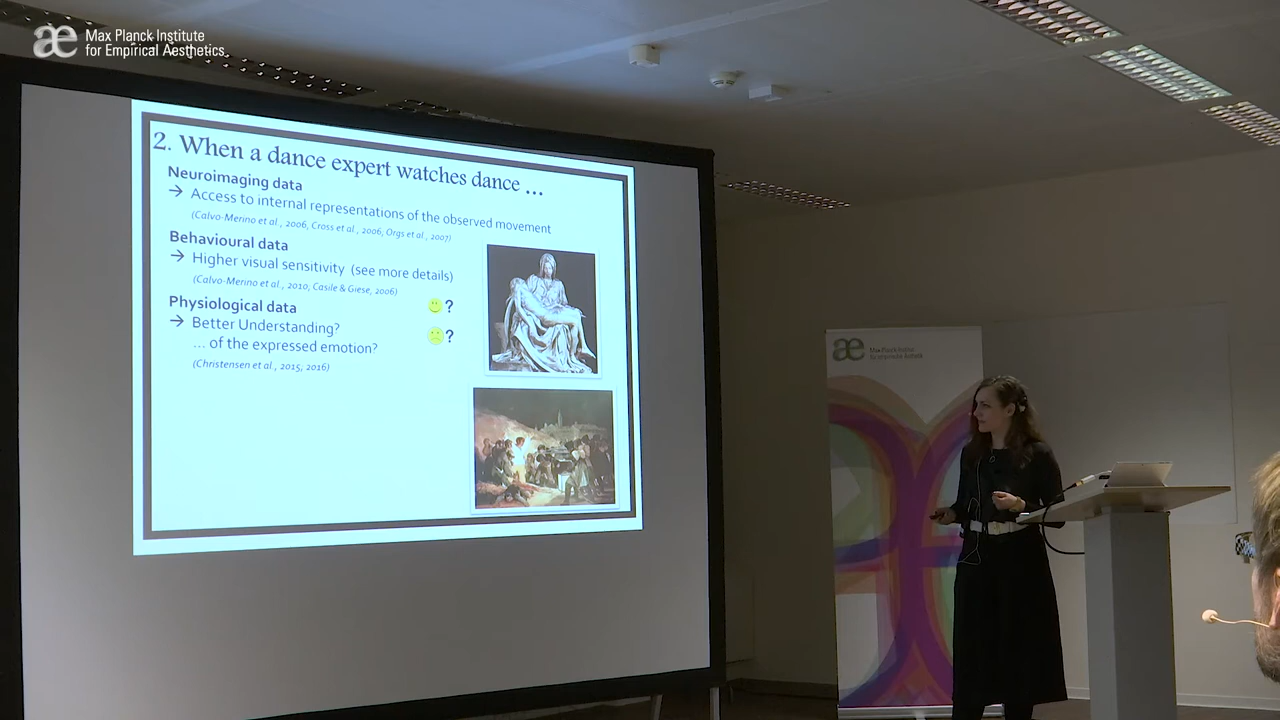 æ Max Planck Institute
for Empirical Aesthetics
2. When a dance expert watches dance ...
Neuroimaging data
→ Access to internal representations of the observed movement
(Calvo-Merino et al., 2006, Cross et al., 2006, Orgs et al., 2007)
Behavioural data
→ Higher visual sensitivity (see more details)
(Calvo-Merino et al., 2010, Casile & Giese, 2006)
Physiological data
?
→ Better Understanding?
?
... of the expressed emotion?
(Christensen et al., 2015, 2016)
æ Max Planck Institut